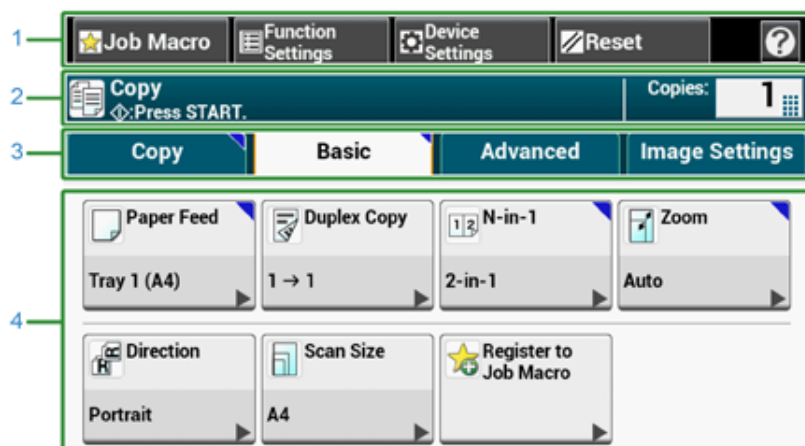 1
Job Macro
Function
Settings
Device
Settings
Reset
?
2
Copy
:Press START.
Copies:
1
3
Copy
Basic
Advanced
Image Settings
4
Paper Feed
Tray 1 (A4)
Duplex Copy
1 → 1
1 2
N-in-1
2-in-1
Zoom
Auto
R
R
Direction
Portrait
Scan Size
A4
Register to
Job Macro